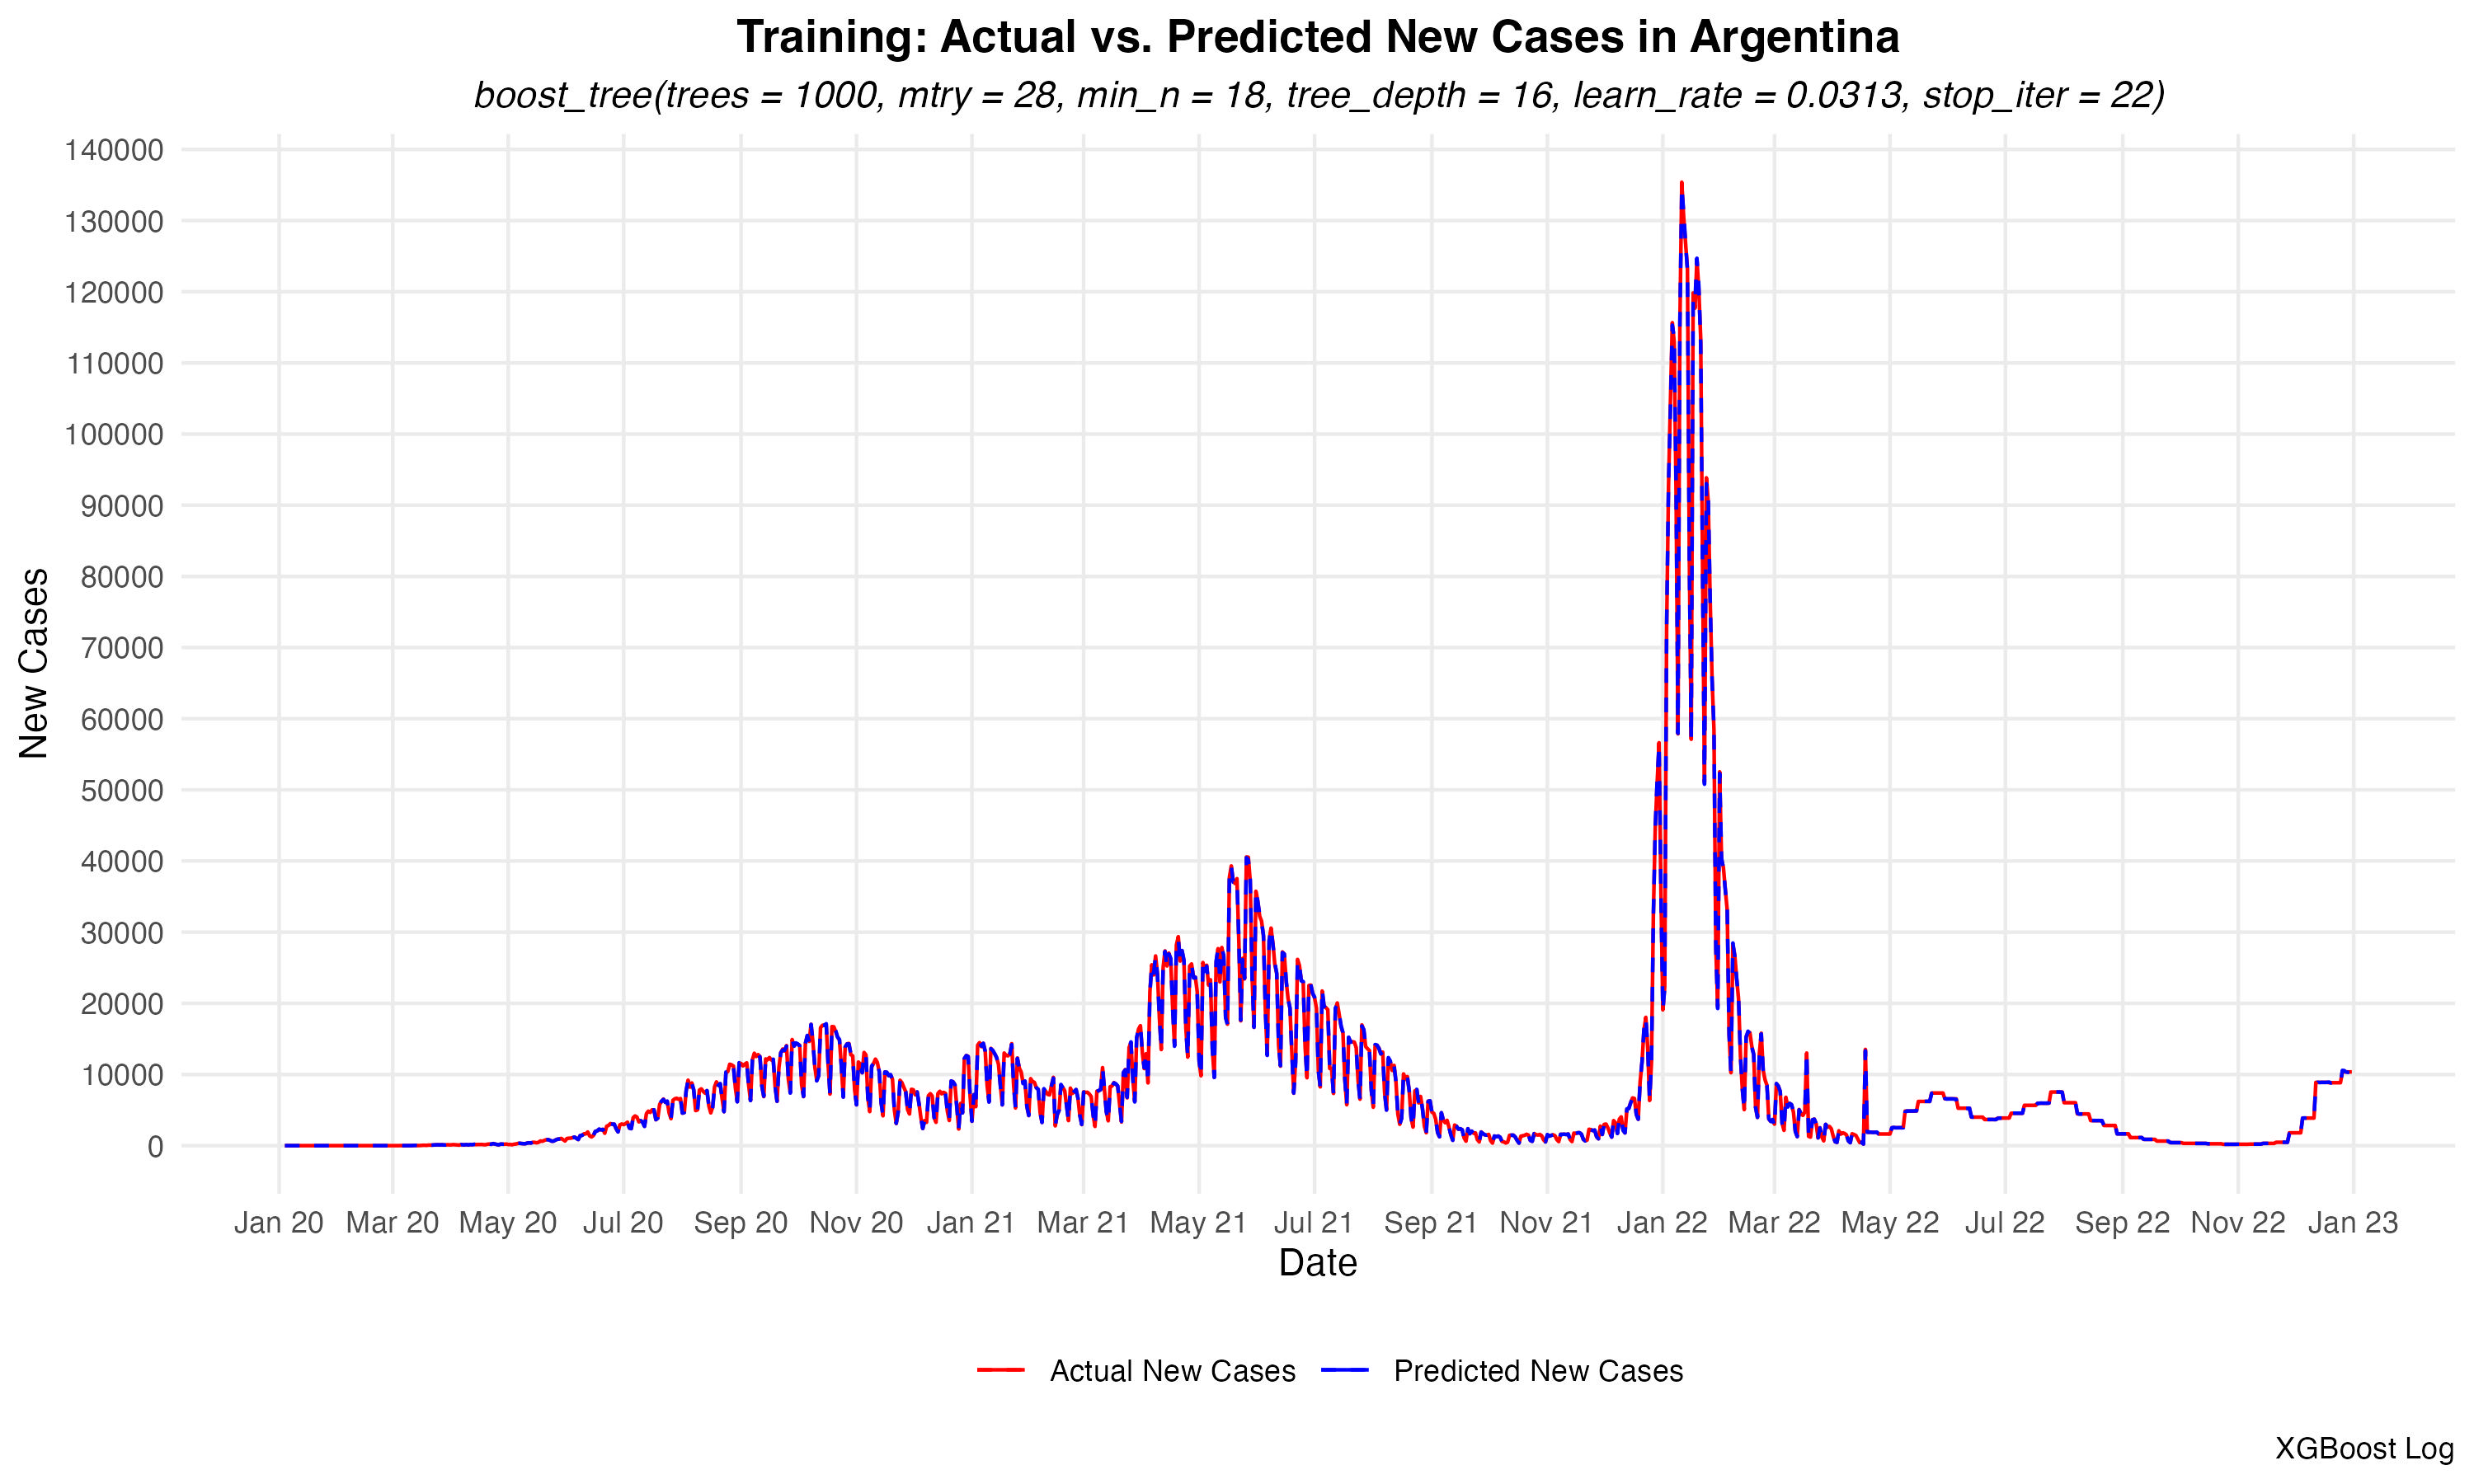 Training: Actual vs. Predicted New Cases in Argentina
boost_tree(trees = 1000, mtry = 28, min_n = 18, tree_depth = 16, learn_rate = 0.0313, stop_iter = 22)
New Cases
140000
130000
120000
110000
100000
90000
80000
70000
60000
50000
40000
30000
20000
10000
0
Jan 20 Mar 20 May 20 Jul 20 Sep 20 Nov 20 Jan 21 Mar 21 May 21 Jul 21 Sep 21 Nov 21 Jan 22 Mar 22 May 22 Jul 22 Sep 22 Nov 22 Jan 23
Date
Actual New Cases Predicted New Cases
XGBoost Log